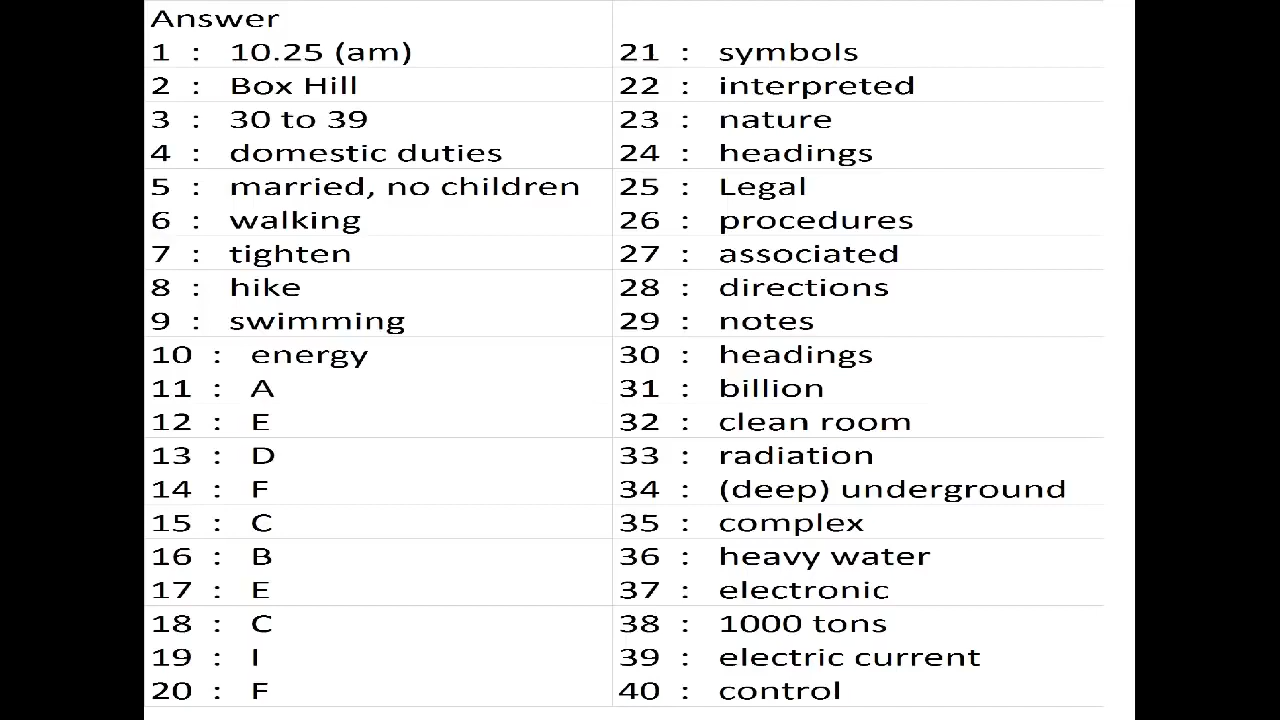 Answer
1 : 10.25 (am)
2 : Box Hill
3 : 30 to 39
4 : domestic duties
5 : married, no children
6 : walking
7 : tighten
8 : hike
9 : swimming
10 : energy
11 : A
12 : E
13 : D
14 : F
15 : C
16 : B
17 : E
18 : C
19 : I
20 : F
21 : symbols
22 : interpreted
23 : nature
24 : headings
25 : Legal
26 : procedures
27 : associated
28 : directions
29 : notes
30 : headings
31 : billion
32 : clean room
33 : radiation
34 : (deep) underground
35 : complex
36 : heavy water
37 : electronic
38 : 1000 tons
39 : electric current
40 : control